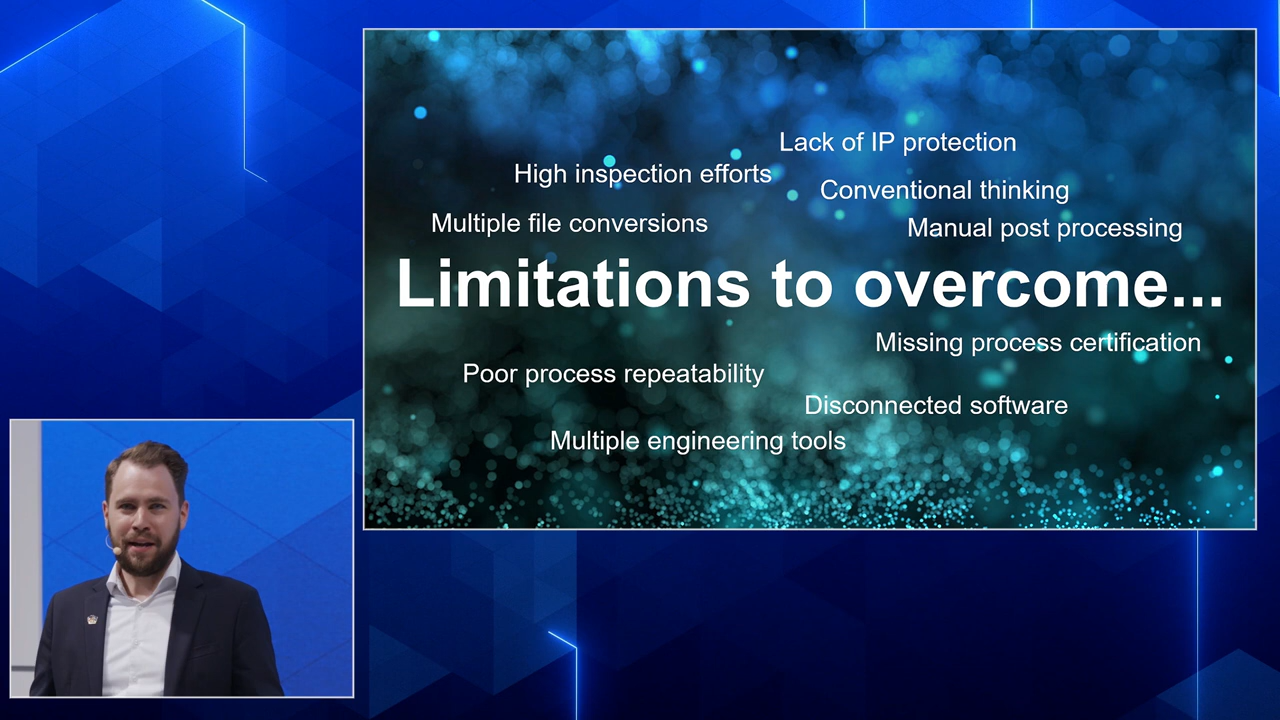 Lack of IP protection
High inspection efforts
Conventional thinking
Multiple file conversions
Manual post processing
Limitations to overcome...
Missing process certification
Poor process repeatability
Disconnected software
Multiple engineering tools